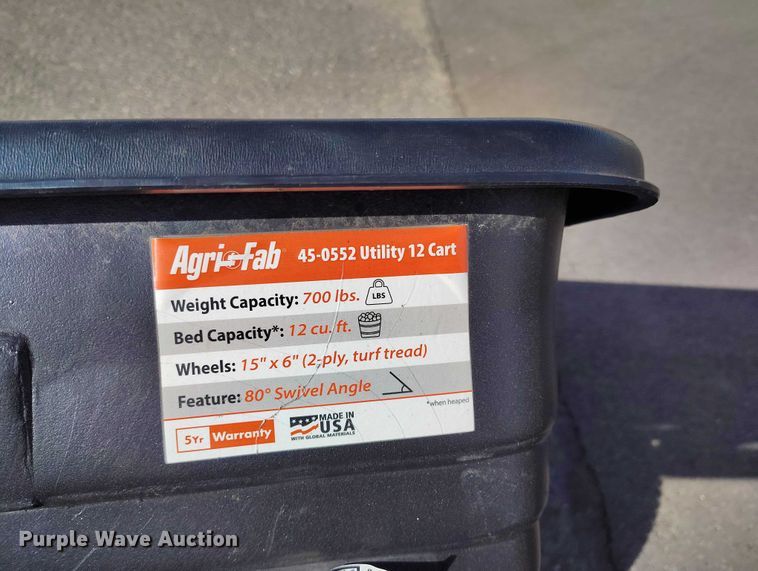 Agri-Fab 45-0552 Utility 12 Cart
Weight Capacity: 700 lbs. LBS
Bed Capacity*: 12 cu. ft.
Wheels: 15" x 6" (2-ply, turf tread)
Feature: 80° Swivel Angle
*when heaped
5Yr Warranty MADE IN USA WITH GLOBAL MATERIALS
Purple Wave Auction